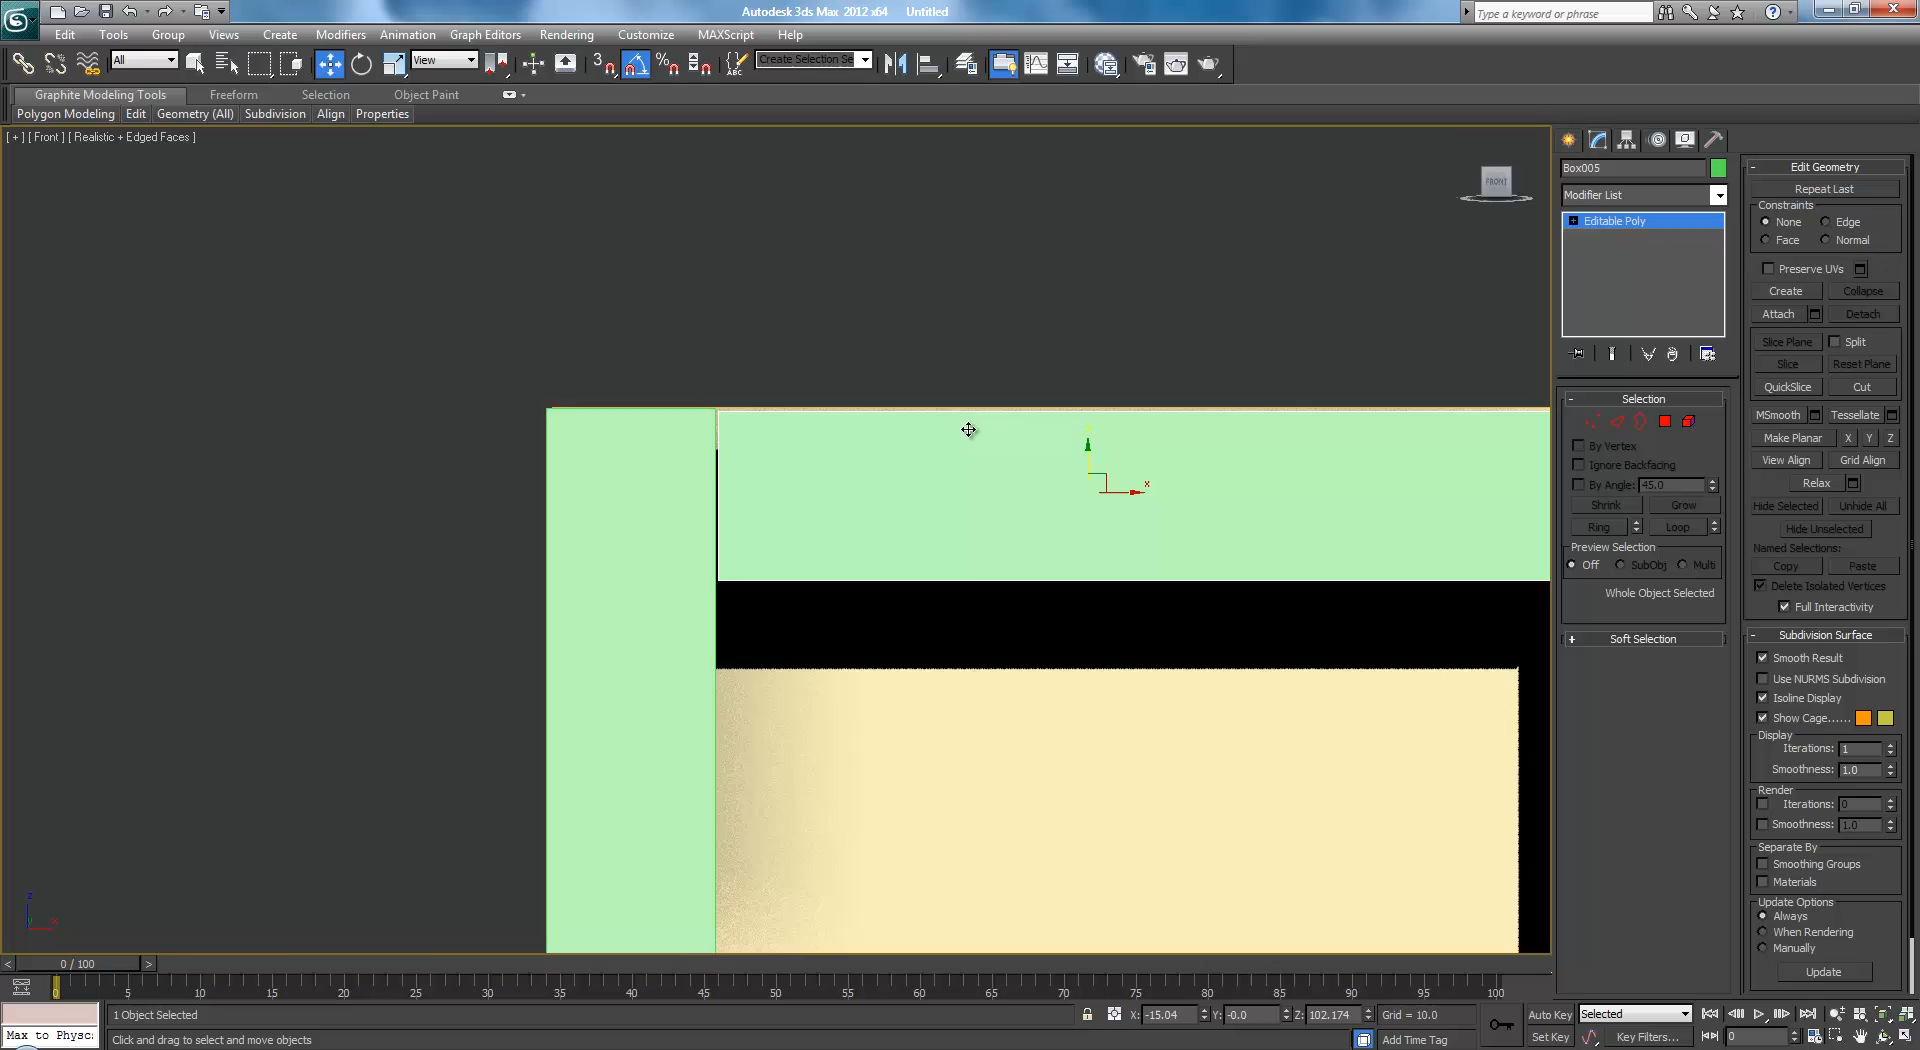 Autodesk 3ds Max 2012 x64 Untitled
Type a keyword or phrase
Edit Tools Group Views Create Modifiers Animation Graph Editors Rendering Customize MAXScript Help
All View Create Selection Se
Graphite Modeling Tools Freeform Selection Object Paint
Polygon Modeling Edit Geometry (All) Subdivision Align Properties
[ + ] [ Front ] [ Realistic + Edged Faces ]
FRONT
x
z
x
Box005
Modifier List
Editable Poly
Selection
By Vertex
Ignore Backfacing
By Angle: 45.0
Shrink Grow
Ring Loop
Preview Selection
Off SubObj Multi
Whole Object Selected
+ Soft Selection
- Edit Geometry
Repeat Last
Constraints
None Edge
Face Normal
Preserve UVs
Create Collapse
Attach Detach
Slice Plane Split
Slice Reset Plane
QuickSlice Cut
MSmooth Tessellate
Make Planar X Y Z
View Align Grid Align
Relax
Hide Selected Unhide All
Hide Unselected
Named Selections:
Copy Paste
Delete Isolated Vertices
Full Interactivity
- Subdivision Surface
Smooth Result
Use NURMS Subdivision
Isoline Display
Show Cage......
Display
Iterations: 1
Smoothness: 1.0
Render
Iterations: 0
Smoothness: 1.0
Separate By
Smoothing Groups
Materials
Update Options
Always
When Rendering
Manually
Update
< 0 / 100 >
0 5 10 15 20 25 30 35 40 45 50 55 60 65 70 75 80 85 90 95 100
1 Object Selected X: -15.04 Y: -0.0 Z: 102.174 Grid = 10.0 Auto Key Selected
Max to Physc: Click and drag to select and move objects Add Time Tag Set Key Key Filters... 0